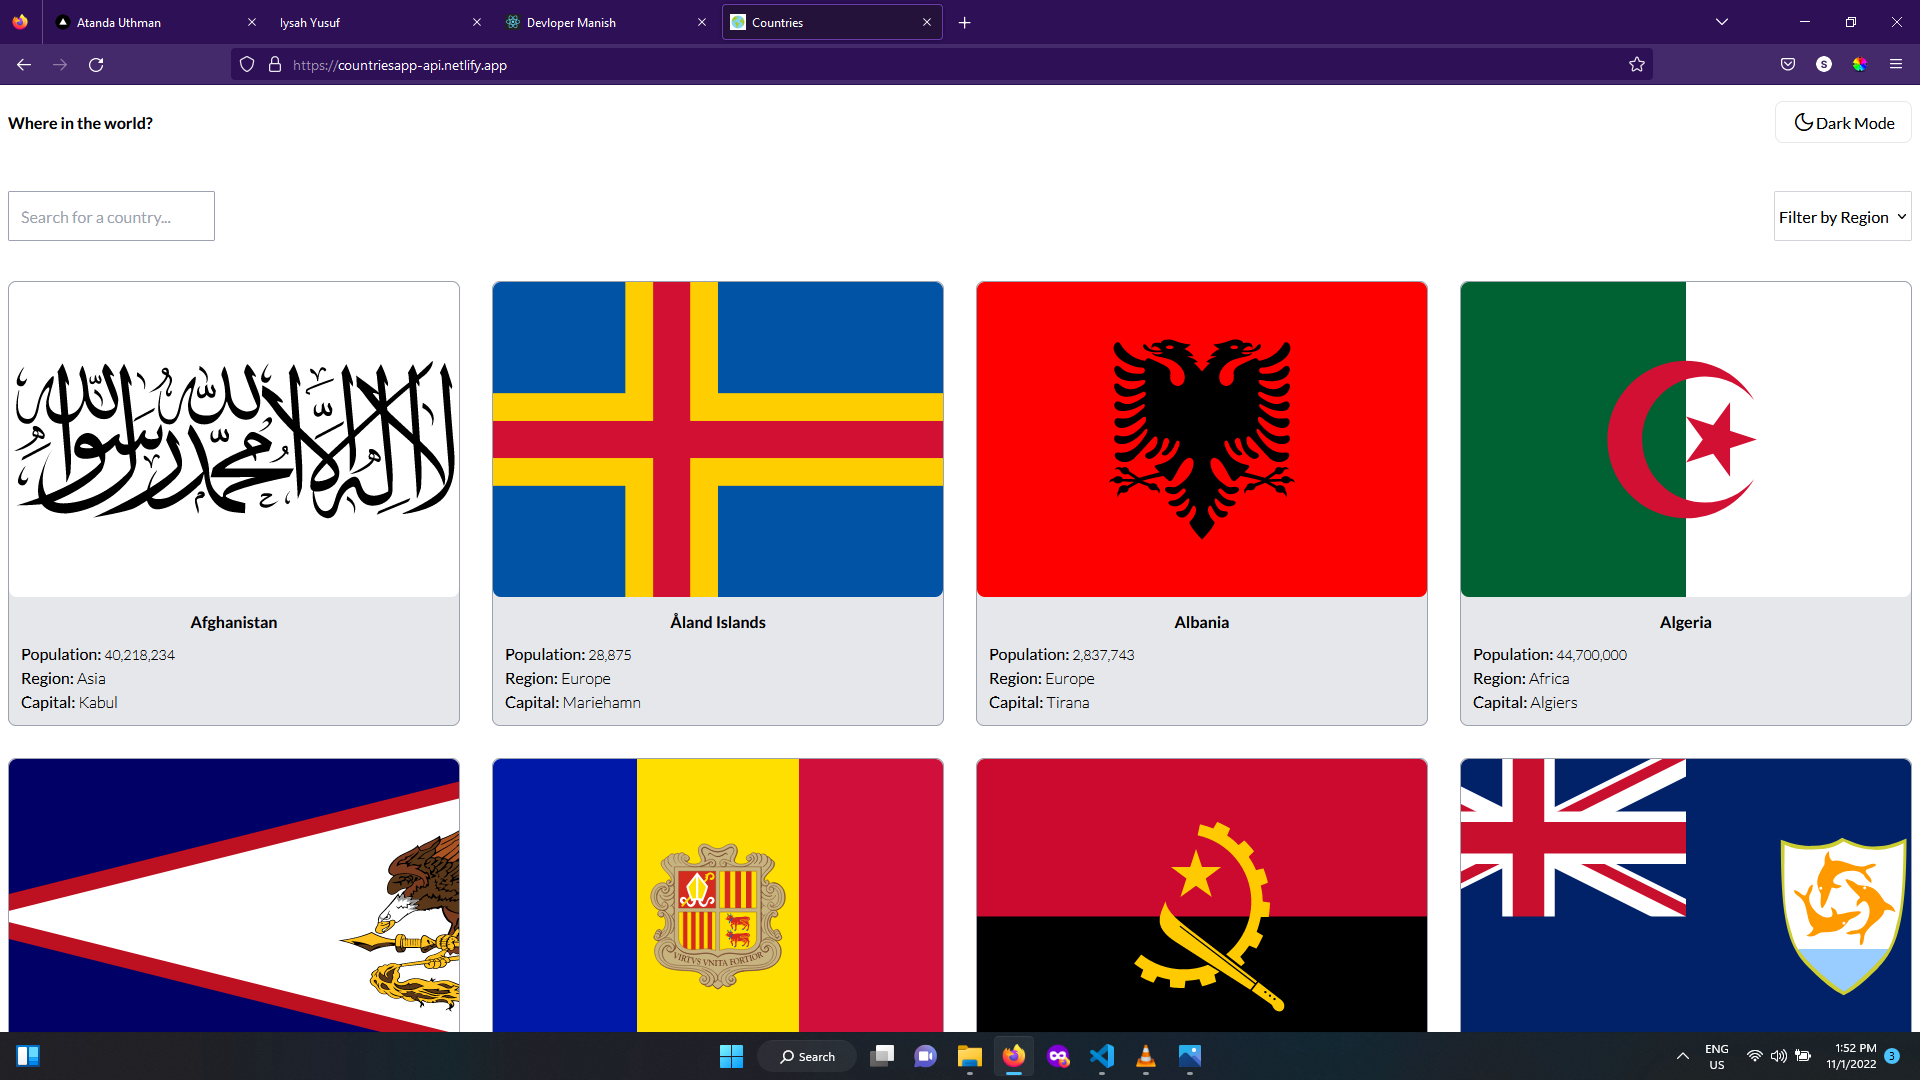 Atanda Uthman
Iysah Yusuf
Devloper Manish
Countries
https://countriesapp-api.netlify.app
S
Where in the world?
Dark Mode
Search for a country...
Filter by Region
لا إله إلا الله محمد رسول الله
Afghanistan
Population: 40,218,234
Region: Asia
Capital: Kabul
Åland Islands
Population: 28,875
Region: Europe
Capital: Mariehamn
Albania
Population: 2,837,743
Region: Europe
Capital: Tirana
Algeria
Population: 44,700,000
Region: Africa
Capital: Algiers
VIRTVS VNITA FORTIOR
Search
ENG
US
1:52 PM
11/1/2022
3